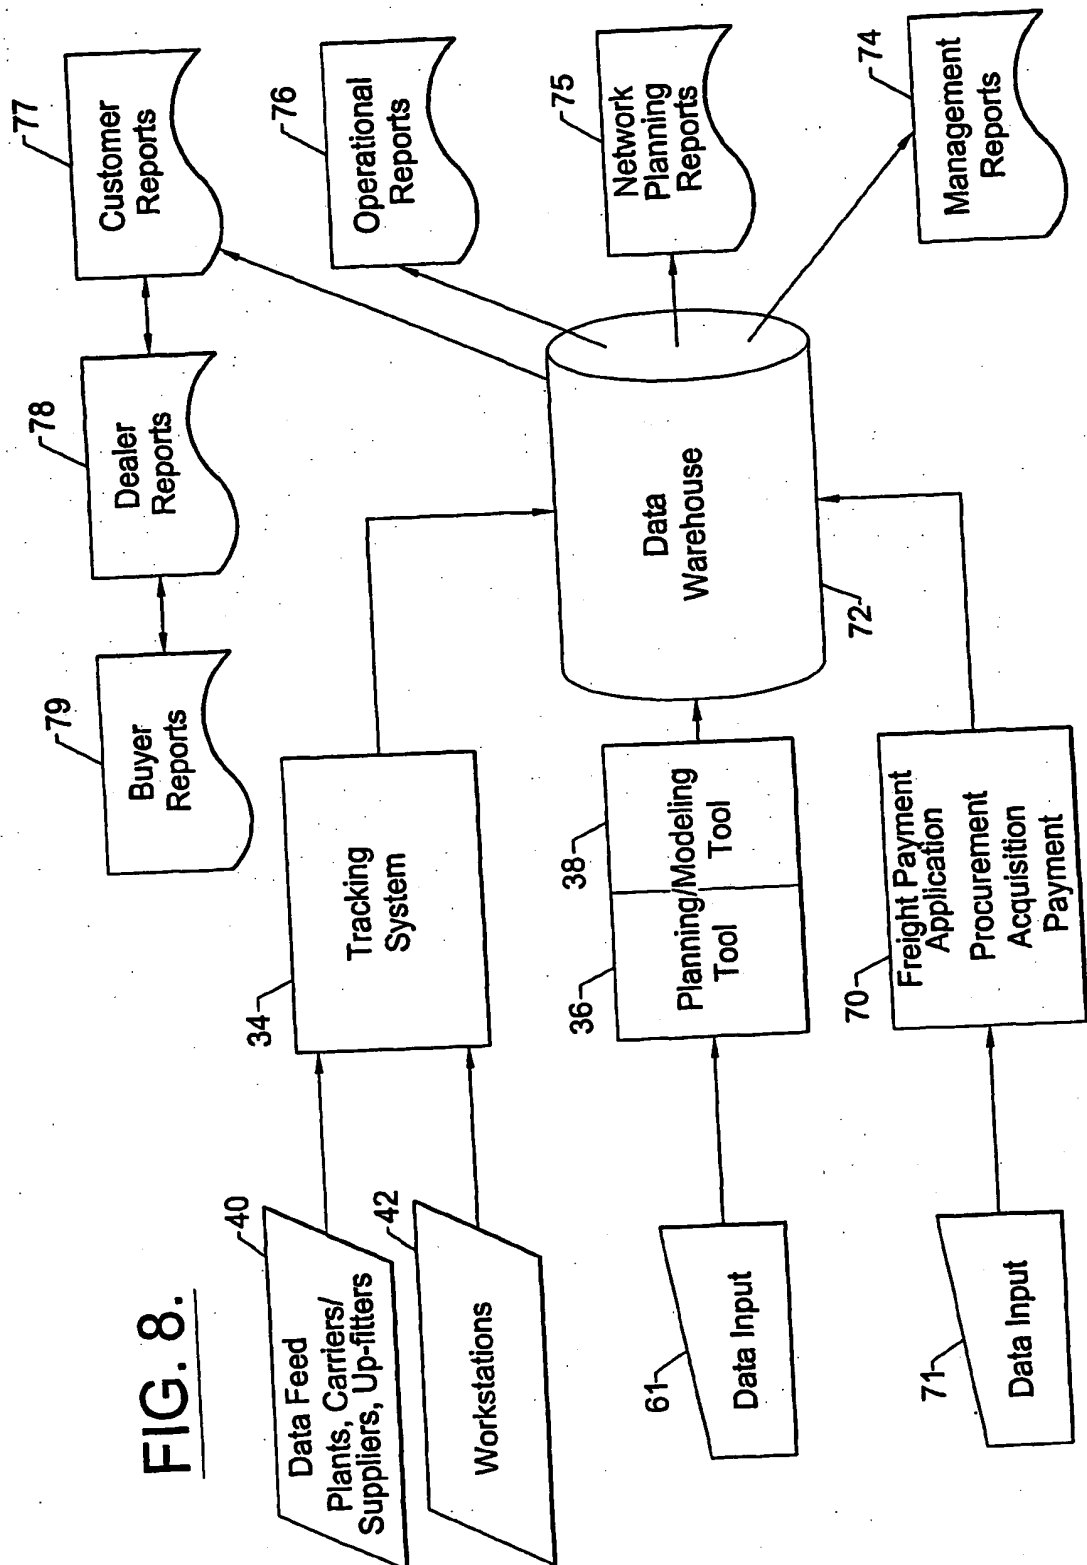 FIG. 8.
40
Data Feed
Plants, Carriers/
Suppliers, Up-fitters
42
Workstations
61
Data Input
71
Data Input
34
Tracking
System
36
38
Planning/Modeling
Tool
Tool
70
Freight Payment
Application
Procurement
Acquisition
Payment
72
Data
Warehouse
79
Buyer
Reports
78
Dealer
Reports
77
Customer
Reports
76
Operational
Reports
75
Network
Planning
Reports
74
Management
Reports